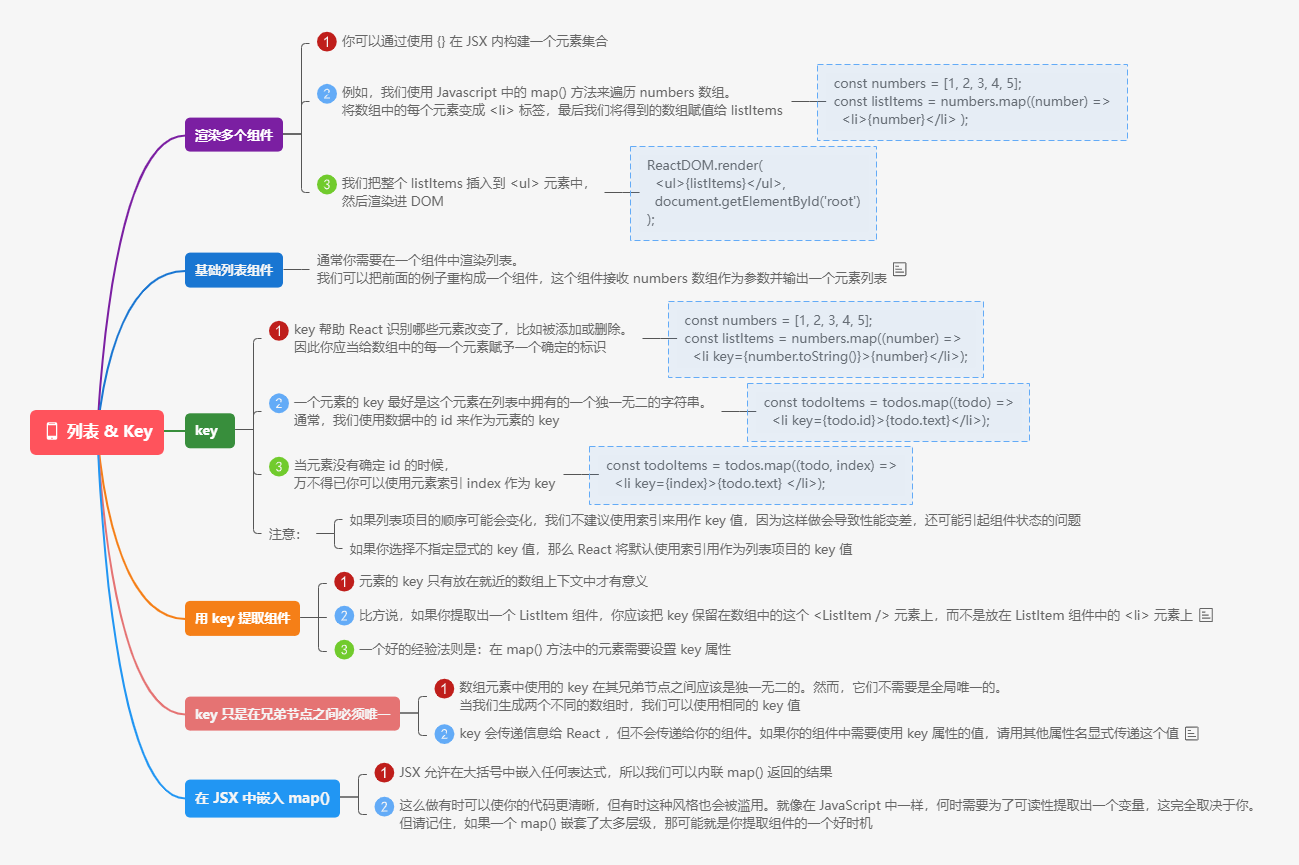 列表 & Key
渲染多个组件
1 你可以通过使用 {} 在 JSX 内构建一个元素集合
2 例如，我们使用 Javascript 中的 map() 方法来遍历 numbers 数组。
将数组中的每个元素变成 <li> 标签，最后我们将得到的数组赋值给 listItems
const numbers = [1, 2, 3, 4, 5];
const listItems = numbers.map((number) =>
<li>{number}</li> );
3 我们把整个 listItems 插入到 <ul> 元素中，
然后渲染进 DOM
ReactDOM.render(
<ul>{listItems}</ul>,
document.getElementById('root')
);
基础列表组件
通常你需要在一个组件中渲染列表。
我们可以把前面的例子重构成一个组件，这个组件接收 numbers 数组作为参数并输出一个元素列表
key
1 key 帮助 React 识别哪些元素改变了，比如被添加或删除。
因此你应当给数组中的每一个元素赋予一个确定的标识
const numbers = [1, 2, 3, 4, 5];
const listItems = numbers.map((number) =>
<li key={number.toString()}>{number}</li>);
2 一个元素的 key 最好是这个元素在列表中拥有的一个独一无二的字符串。
通常，我们使用数据中的 id 来作为元素的 key
const todoItems = todos.map((todo) =>
<li key={todo.id}>{todo.text}</li>);
3 当元素没有确定 id 的时候，
万不得已你可以使用元素索引 index 作为 key
const todoItems = todos.map((todo, index) =>
<li key={index}>{todo.text} </li>);
注意：
如果列表项目的顺序可能会变化，我们不建议使用索引来用作 key 值，因为这样做会导致性能变差，还可能引起组件状态的问题
如果你选择不指定显式的 key 值，那么 React 将默认使用索引用作为列表项目的 key 值
用 key 提取组件
1 元素的 key 只有放在就近的数组上下文中才有意义
2 比方说，如果你提取出一个 ListItem 组件，你应该把 key 保留在数组中的这个 <ListItem /> 元素上，而不是放在 ListItem 组件中的 <li> 元素上
3 一个好的经验法则是：在 map() 方法中的元素需要设置 key 属性
key 只是在兄弟节点之间必须唯一
1 数组元素中使用的 key 在其兄弟节点之间应该是独一无二的。然而，它们不需要是全局唯一的。
当我们生成两个不同的数组时，我们可以使用相同的 key 值
2 key 会传递信息给 React ，但不会传递给你的组件。如果你的组件中需要使用 key 属性的值，请用其他属性名显式传递这个值
在 JSX 中嵌入 map()
1 JSX 允许在大括号中嵌入任何表达式，所以我们可以内联 map() 返回的结果
2 这么做有时可以使你的代码更清晰，但有时这种风格也会被滥用。就像在 JavaScript 中一样，何时需要为了可读性提取出一个变量，这完全取决于你。
但请记住，如果一个 map() 嵌套了太多层级，那可能就是你提取组件的一个好时机